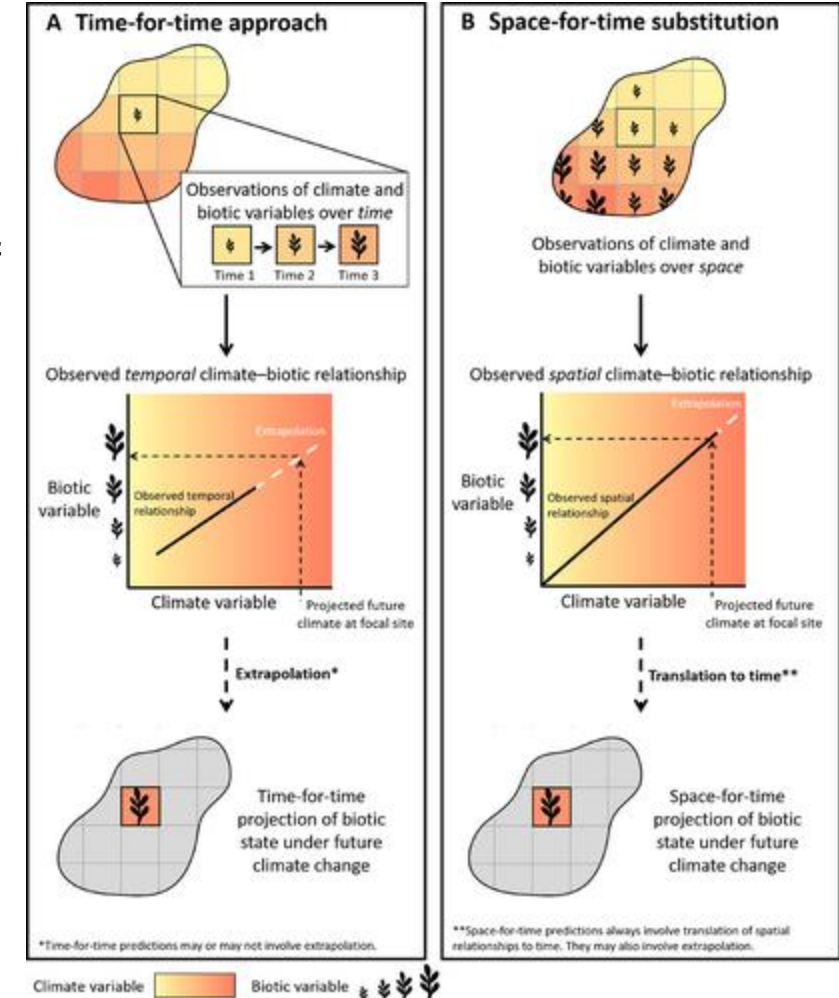 A Time-for-time approach
Observations of climate and
biotic variables over time
Time 1
Time 2
Time 3
Observed temporal climate–biotic relationship
Extrapolation
Biotic
variable
Observed temporal
relationship
Climate variable
Projected future
climate at focal site
Extrapolation*
Time-for-time
projection of biotic
state under future
climate change
*Time-for-time predictions may or may not involve extrapolation.
B Space-for-time substitution
Observations of climate and
biotic variables over space
Observed spatial climate–biotic relationship
Extrapolation
Biotic
variable
Observed spatial
relationship
Climate variable
Projected future
climate at focal site
Translation to time**
Space-for-time
projection of biotic
state under future
climate change
**Space-for-time predictions always involve translation of spatial
relationships to time. They may also involve extrapolation.
Climate variable
Biotic variable